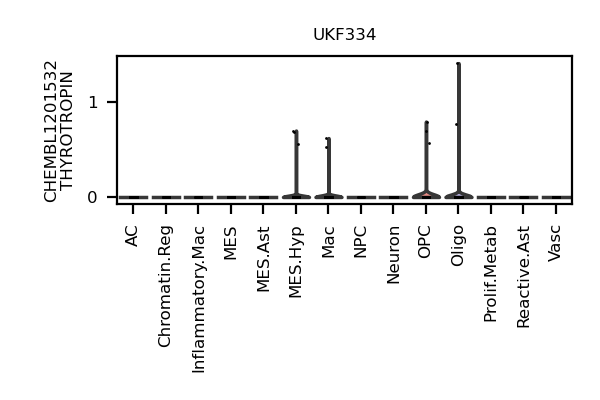 UKF334
CHEMBL1201532
THYROTROPIN
1
0
AC
Chromatin.Reg
Inflammatory.Mac
MES
MES.Ast
MES.Hyp
Mac
NPC
Neuron
OPC
Oligo
Prolif.Metab
Reactive.Ast
Vasc